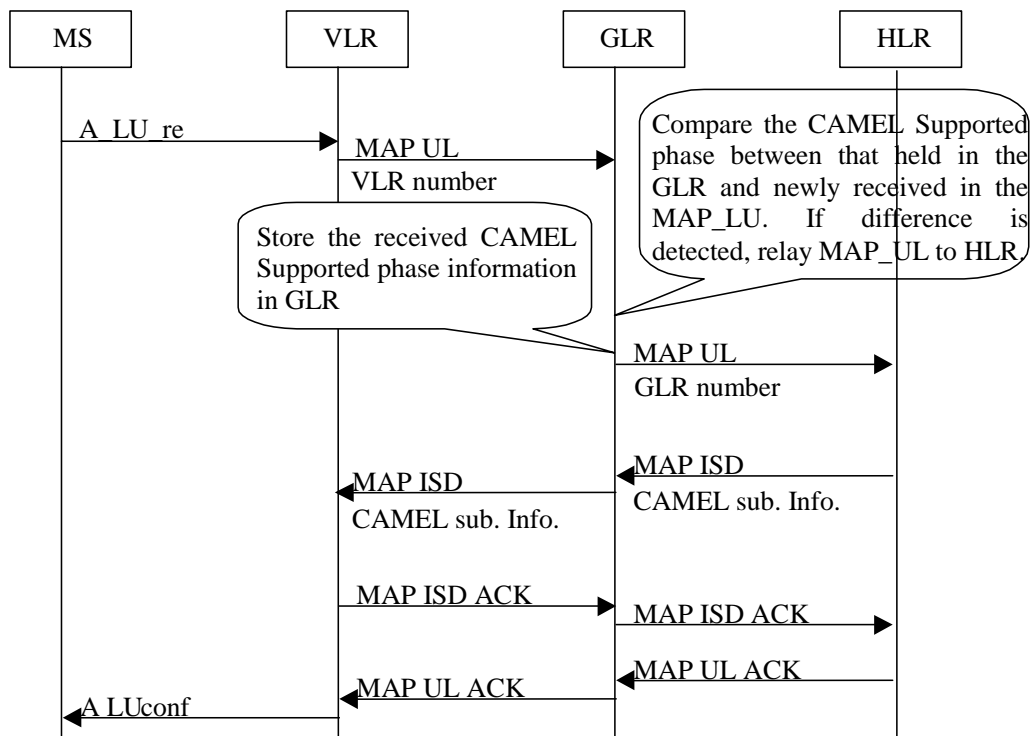 MS
VLR
GLR
HLR
A_LU_re
MAP UL
VLR number
Compare the CAMEL Supported
phase between that held in the
GLR and newly received in the
MAP_LU. If difference is
detected, relay MAP_UL to HLR.
Store the received CAMEL
Supported phase information
in GLR
MAP UL
GLR number
MAP ISD
CAMEL sub. Info.
MAP ISD
CAMEL sub. Info.
MAP ISD ACK
MAP ISD ACK
MAP UL ACK
MAP UL ACK
A LUconf